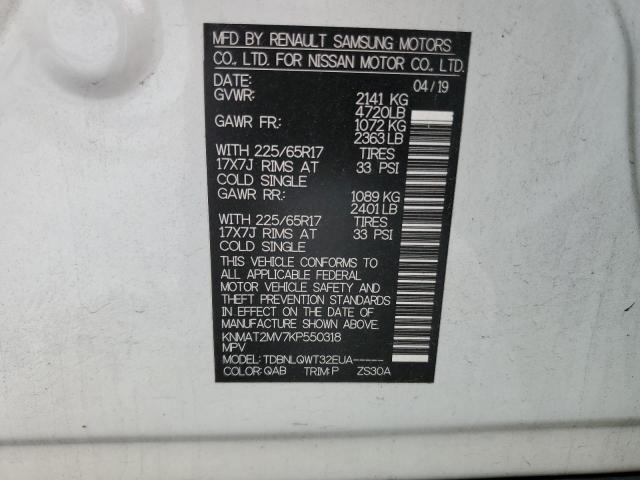 MFD BY RENAULT SAMSUNG MOTORS
CO., LTD. FOR NISSAN MOTOR CO., LTD.
DATE: 04/19
GVWR: 2141 KG
4720LB
GAWR FR.: 1072 KG
2363LB
WITH 225/65R17 TIRES
17X7J RIMS AT 33 PSI
COLD SINGLE
GAWR RR.: 1089 KG
2401LB
WITH 225/65R17 TIRES
17X7J RIMS AT 33 PSI
COLD SINGLE
THIS VEHICLE CONFORMS TO
ALL APPLICABLE FEDERAL
MOTOR VEHICLE SAFETY AND
THEFT PREVENTION STANDARDS
IN EFFECT ON THE DATE OF
MANUFACTURE SHOWN ABOVE.
KNMAT2MV7KP550318
MPV
MODEL: TDBNLQWT32EUA-----
COLOR: QAB TRIM: P ZS30A